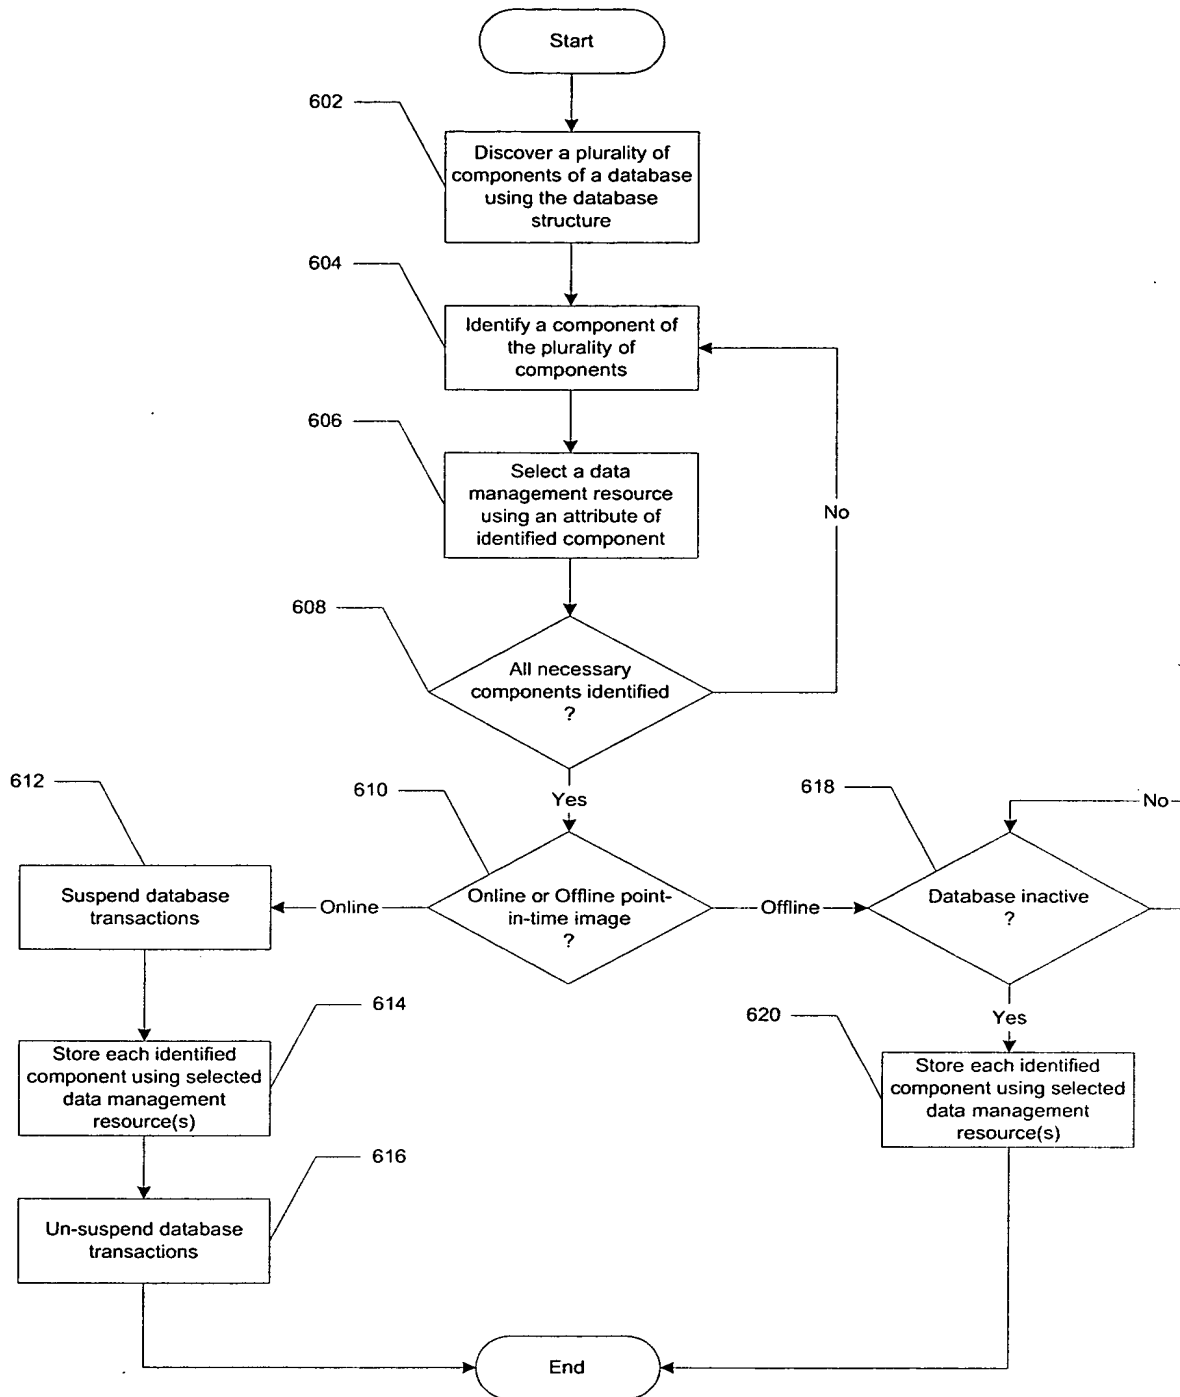 Start
602
Discover a plurality of
components of a database
using the database
structure
604
Identify a component of
the plurality of
components
606
Select a data
management resource
using an attribute of
identified component
No
608
All necessary
components identified
?
Yes
612
610
618
No
Suspend database
transactions
Online
Online or Offline point-
in-time image
?
Offline
Database inactive
?
Yes
614
620
Store each identified
component using selected
data management
resource(s)
Store each identified
component using selected
data management
resource(s)
616
Un-suspend database
transactions
End